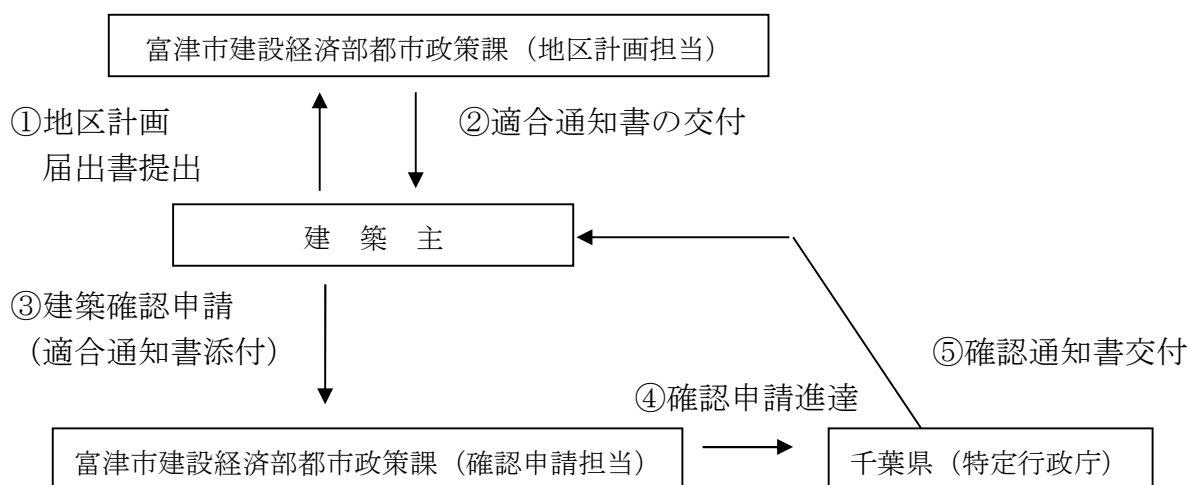 富津市建設経済部都市政策課（地区計画担当）
①地区計画
届出書提出
②適合通知書の交付
建　築　主
③建築確認申請
（適合通知書添付）
⑤確認通知書交付
④確認申請進達
富津市建設経済部都市政策課（確認申請担当）
千葉県（特定行政庁）